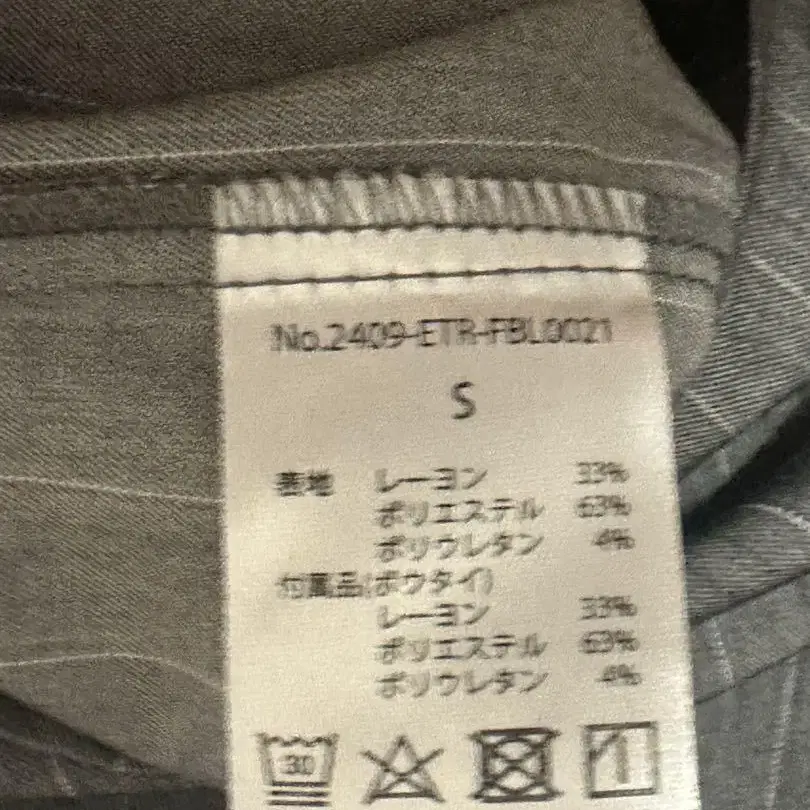 No.2409-ETR-FBL0021
S
表地 レーヨン 33%
ポリエステル 63%
ポリウレタン 4%
付属品(ボウタイ)
レーヨン 33%
ポリエステル 63%
ポリウレタン 4%
30